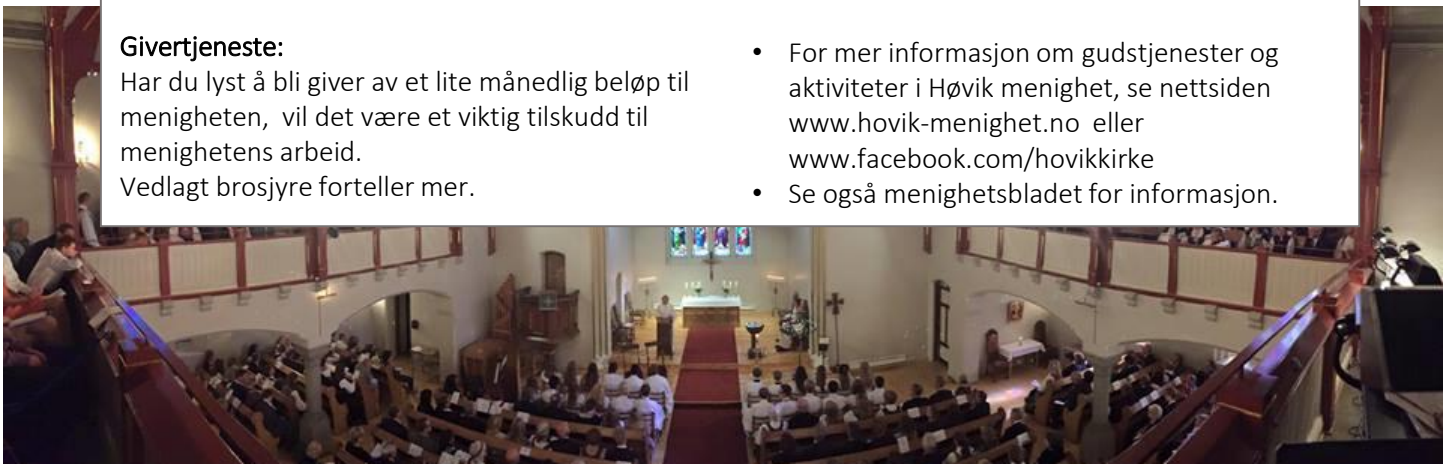 Givertjeneste:
Har du lyst å bli giver av et lite månedlig beløp til
menigheten, vil det være et viktig tilskudd til
menighetens arbeid.
Vedlagt brosjyre forteller mer.
• For mer informasjon om gudstjenester og
aktiviteter i Høvik menighet, se nettsiden
www.hovik-menighet.no eller
www.facebook.com/hovikkirke
• Se også menighetsbladet for informasjon.